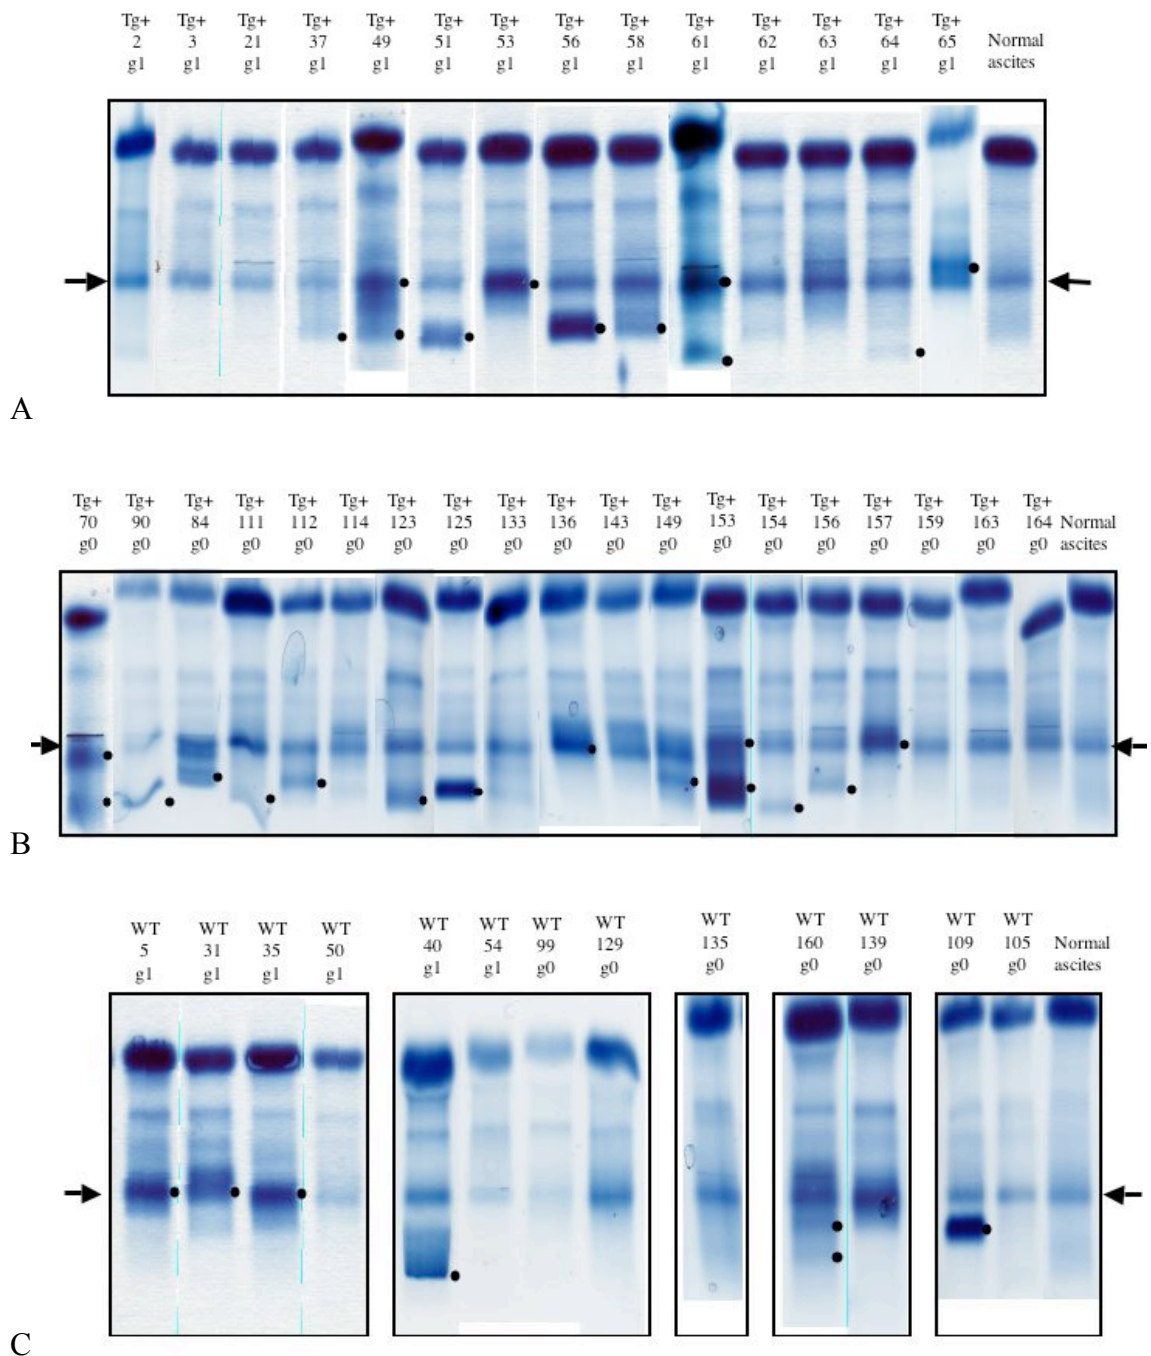 Tg+ Tg+ Tg+ Tg+ Tg+ Tg+ Tg+ Tg+ Tg+ Tg+ Tg+ Tg+ Tg+ Tg+
2 3 21 37 49 51 53 56 58 61 62 63 64 65 Normal
g1 g1 g1 g1 g1 g1 g1 g1 g1 g1 g1 g1 g1 g1 ascites
A
Tg+ Tg+ Tg+ Tg+ Tg+ Tg+ Tg+ Tg+ Tg+ Tg+ Tg+ Tg+ Tg+ Tg+ Tg+ Tg+ Tg+ Tg+ Tg+
70 90 84 111 112 114 123 125 133 136 143 149 153 154 156 157 159 163 164 Normal
g0 g0 g0 g0 g0 g0 g0 g0 g0 g0 g0 g0 g0 g0 g0 g0 g0 g0 g0 ascites
B
WT WT WT WT WT WT WT WT WT WT WT WT WT
5 31 35 50 40 54 99 129 135 160 139 109 105 Normal
g1 g1 g1 g1 g1 g1 g0 g0 g0 g0 g0 g0 g0 ascites
C